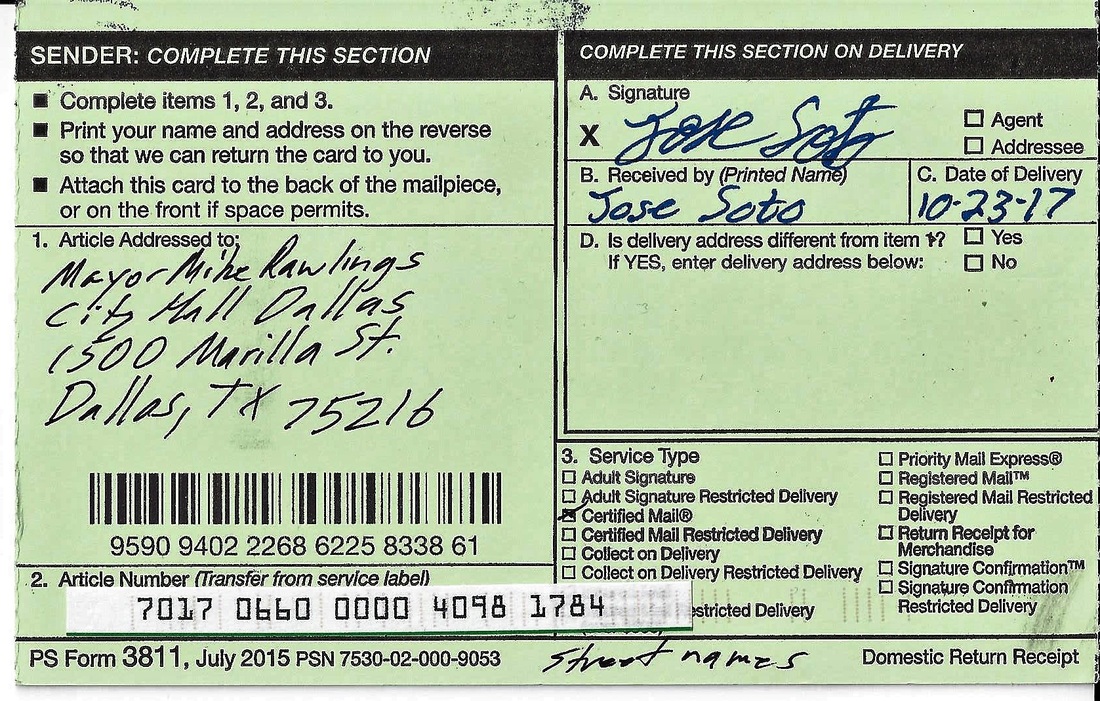 SENDER: COMPLETE THIS SECTION
■ Complete items 1, 2, and 3.
■ Print your name and address on the reverse
so that we can return the card to you.
■ Attach this card to the back of the mailpiece,
or on the front if space permits.
1. Article Addressed to:
Mayor Mike Rawlings
City Hall Dallas
1500 Marilla St.
Dallas, TX 75216
9590 9402 2268 6225 8338 61
2. Article Number (Transfer from service label)
7017 0660 0000 4098 1784
COMPLETE THIS SECTION ON DELIVERY
A. Signature
X Jose Soto
☐ Agent
☐ Addressee
B. Received by (Printed Name)
Jose Soto
C. Date of Delivery
10-23-17
D. Is delivery address different from item 1? ☐ Yes
If YES, enter delivery address below: ☐ No
3. Service Type
☐ Adult Signature
☐ Adult Signature Restricted Delivery
☒ Certified Mail®
☐ Certified Mail Restricted Delivery
☐ Collect on Delivery
☐ Collect on Delivery Restricted Delivery
estricted Delivery
☐ Priority Mail Express®
☐ Registered Mail™
☐ Registered Mail Restricted
Delivery
☐ Return Receipt for
Merchandise
☐ Signature Confirmation™
☐ Signature Confirmation
Restricted Delivery
PS Form 3811, July 2015 PSN 7530-02-000-9053 street names Domestic Return Receipt